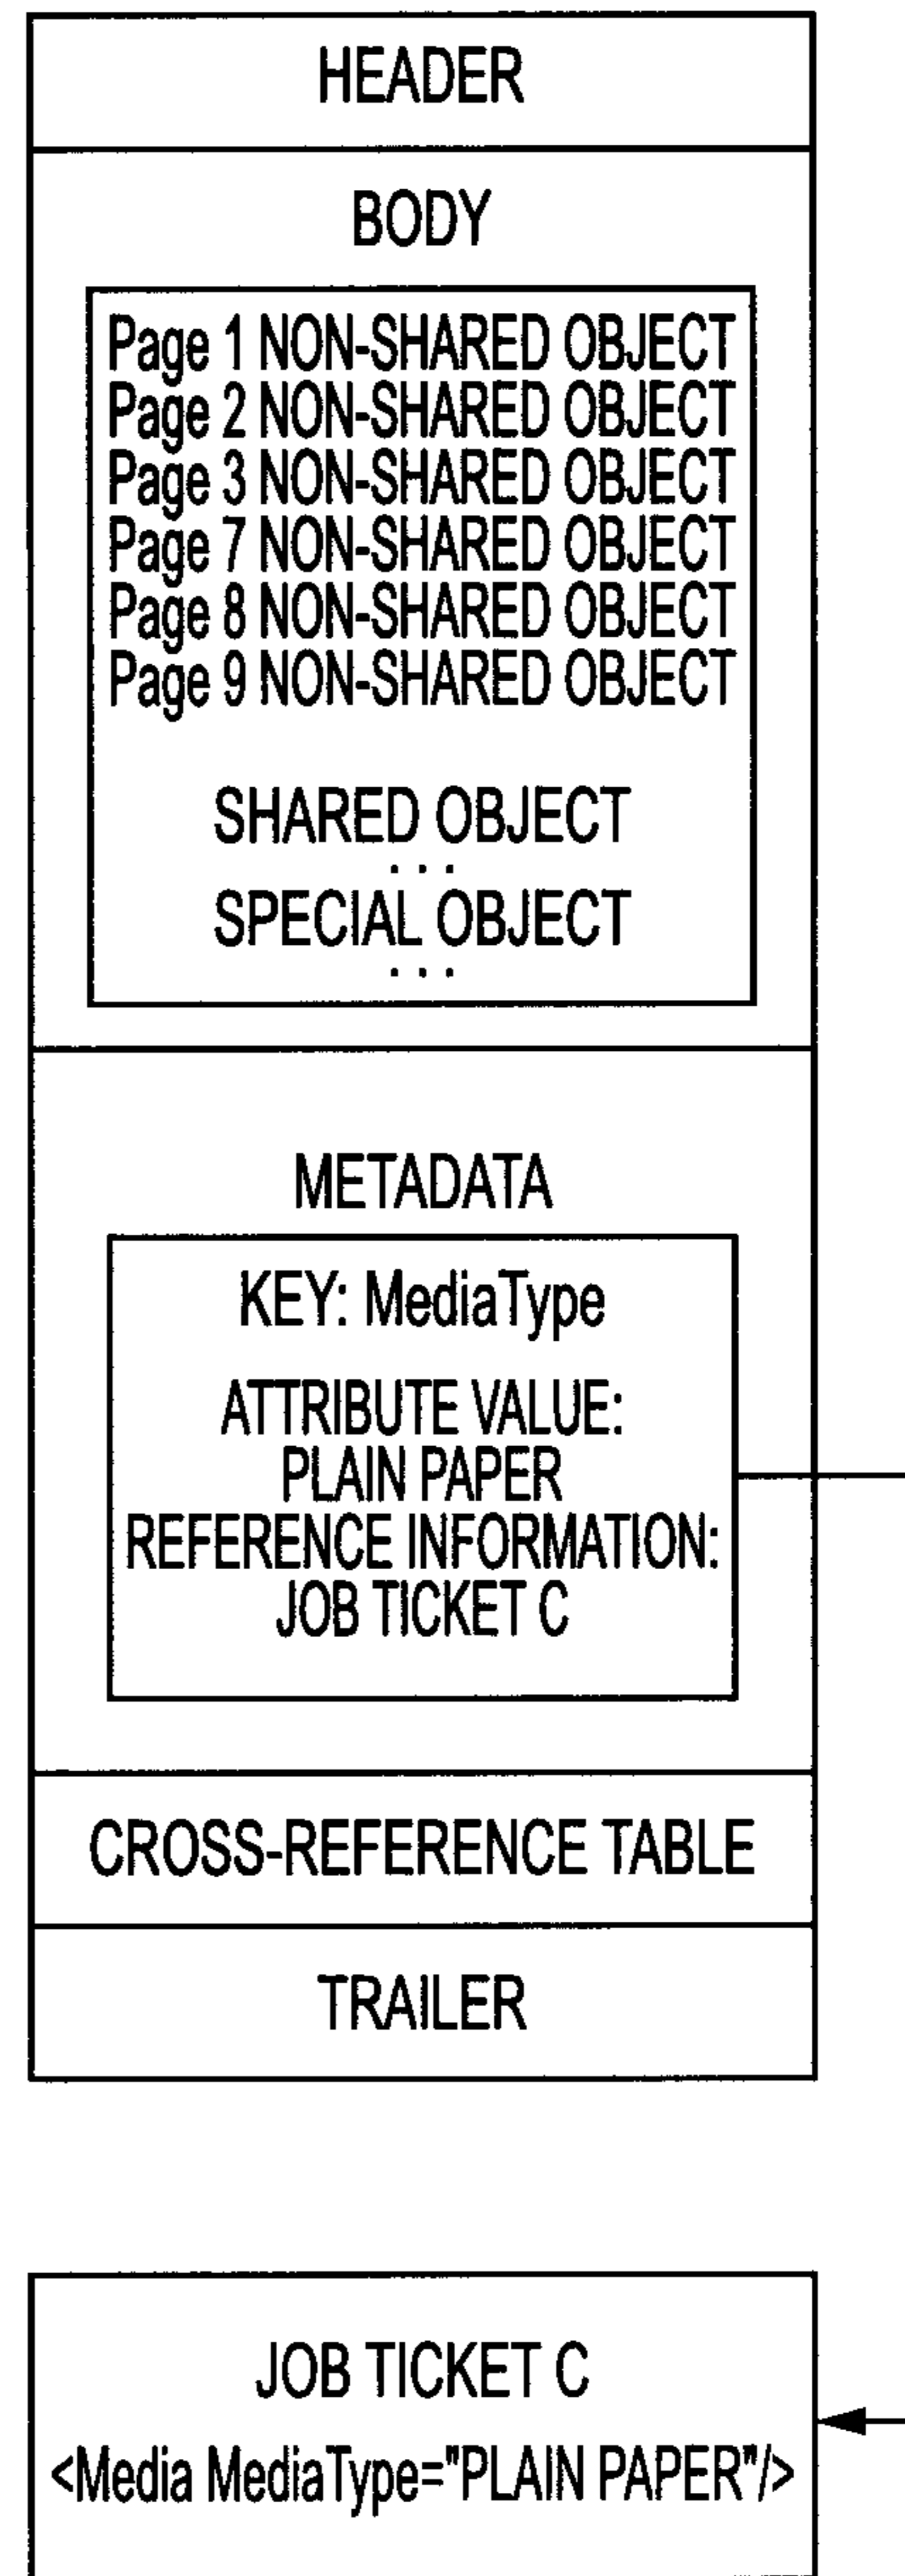 HEADER
BODY
Page 1 NON-SHARED OBJECT
Page 2 NON-SHARED OBJECT
Page 3 NON-SHARED OBJECT
Page 7 NON-SHARED OBJECT
Page 8 NON-SHARED OBJECT
Page 9 NON-SHARED OBJECT
SHARED OBJECT
...
SPECIAL OBJECT
...
METADATA
KEY: MediaType
ATTRIBUTE VALUE:
PLAIN PAPER
REFERENCE INFORMATION:
JOB TICKET C
CROSS-REFERENCE TABLE
TRAILER
JOB TICKET C
<Media MediaType="PLAIN PAPER"/>